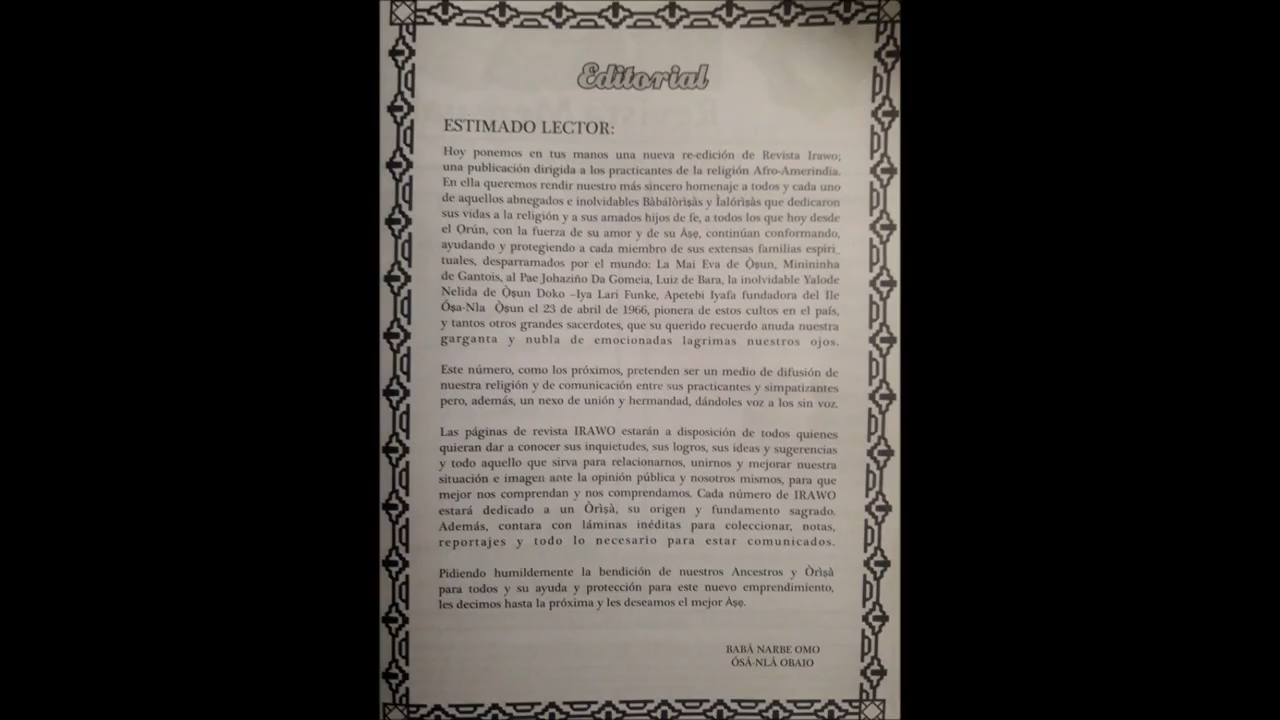 Editorial
ESTIMADO LECTOR:
Hoy ponemos en tus manos una nueva re-edición de Revista Irawo;
una publicación dirigida a los practicantes de la religión Afro-Amerindia.
En ella queremos rendir nuestro más sincero homenaje a todos y cada uno
de aquellos abnegados e inolvidables Bàbálòrìṣàs y Ìalórìṣàs que dedicaron
sus vidas a la religión y a sus amados hijos de fe, a todos los que hoy desde
el Orún, con la fuerza de su amor y de su Àṣẹ, continúan conformando,
ayudando y protegiendo a cada miembro de sus extensas familias espiri_
tuales, desparramados por el mundo: La Mai Eva de Òṣun, Minininha
de Gantois, al Pae Johaziño Da Gomeia, Luiz de Bara, la inolvidable Yalode
Nelida de Òṣun Doko –Iya Lari Funke, Apetebi Iyafa fundadora del Ile
Óṣa-Nla Òṣun el 23 de abril de 1966, pionera de estos cultos en el país,
y tantos otros grandes sacerdotes, que su querido recuerdo anuda nuestra
garganta y nubla de emocionadas lagrimas nuestros ojos.
Este número, como los próximos, pretenden ser un medio de difusión de
nuestra religión y de comunicación entre sus practicantes y simpatizantes
pero, además, un nexo de unión y hermandad, dándoles voz a los sin voz.
Las páginas de revista IRAWO estarán a disposición de todos quienes
quieran dar a conocer sus inquietudes, sus logros, sus ideas y sugerencias
y todo aquello que sirva para relacionarnos, unirnos y mejorar nuestra
situación e imagen ante la opinión pública y nosotros mismos, para que
mejor nos comprendan y nos comprendamos. Cada número de IRAWO
estará dedicado a un Òrìṣà, su origen y fundamento sagrado.
Además, contara con láminas inéditas para coleccionar, notas,
reportajes y todo lo necesario para estar comunicados.
Pidiendo humildemente la bendición de nuestros Ancestros y Òrìṣà
para todos y su ayuda y protección para este nuevo emprendimiento,
les decimos hasta la próxima y les deseamos el mejor Àṣẹ.
BABÀ NARBE OMO
ÓSÁ-NLÀ OBAIO